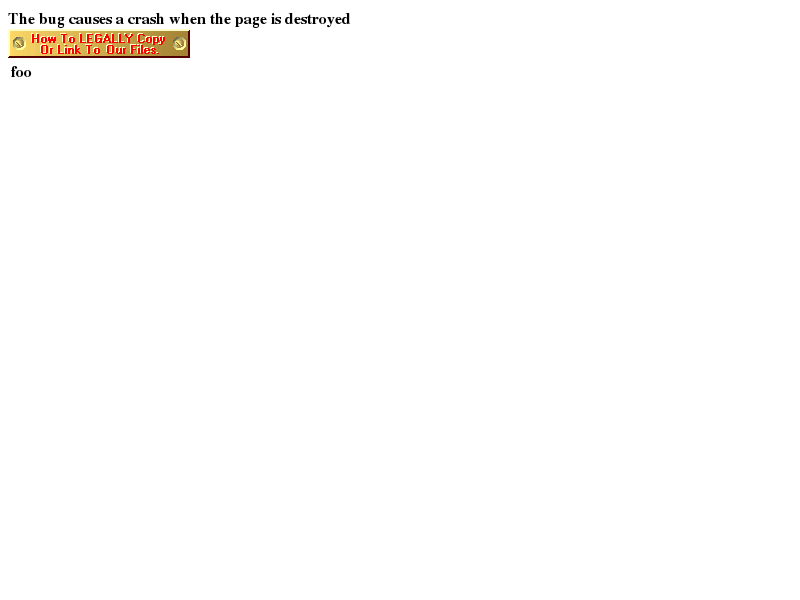 The bug causes a crash when the page is destroyed
How To LEGALLY Copy
Or Link To Our Files.
foo